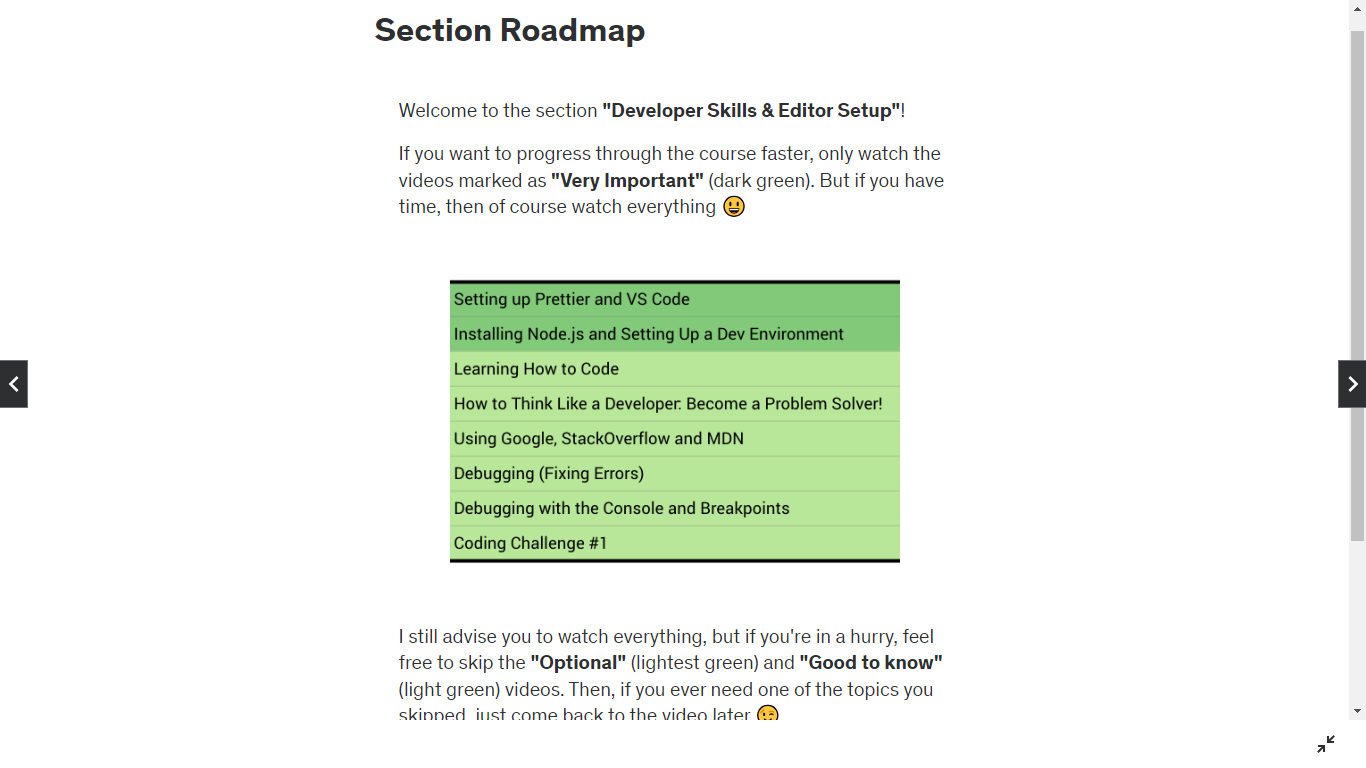 Section Roadmap
Welcome to the section "Developer Skills & Editor Setup"!
If you want to progress through the course faster, only watch the
videos marked as "Very Important" (dark green). But if you have
time, then of course watch everything 😃
Setting up Prettier and VS Code
Installing Node.js and Setting Up a Dev Environment
Learning How to Code
How to Think Like a Developer: Become a Problem Solver!
Using Google, StackOverflow and MDN
Debugging (Fixing Errors)
Debugging with the Console and Breakpoints
Coding Challenge #1
I still advise you to watch everything, but if you're in a hurry, feel
free to skip the "Optional" (lightest green) and "Good to know"
(light green) videos. Then, if you ever need one of the topics you
skipped, just come back to the video later 😉